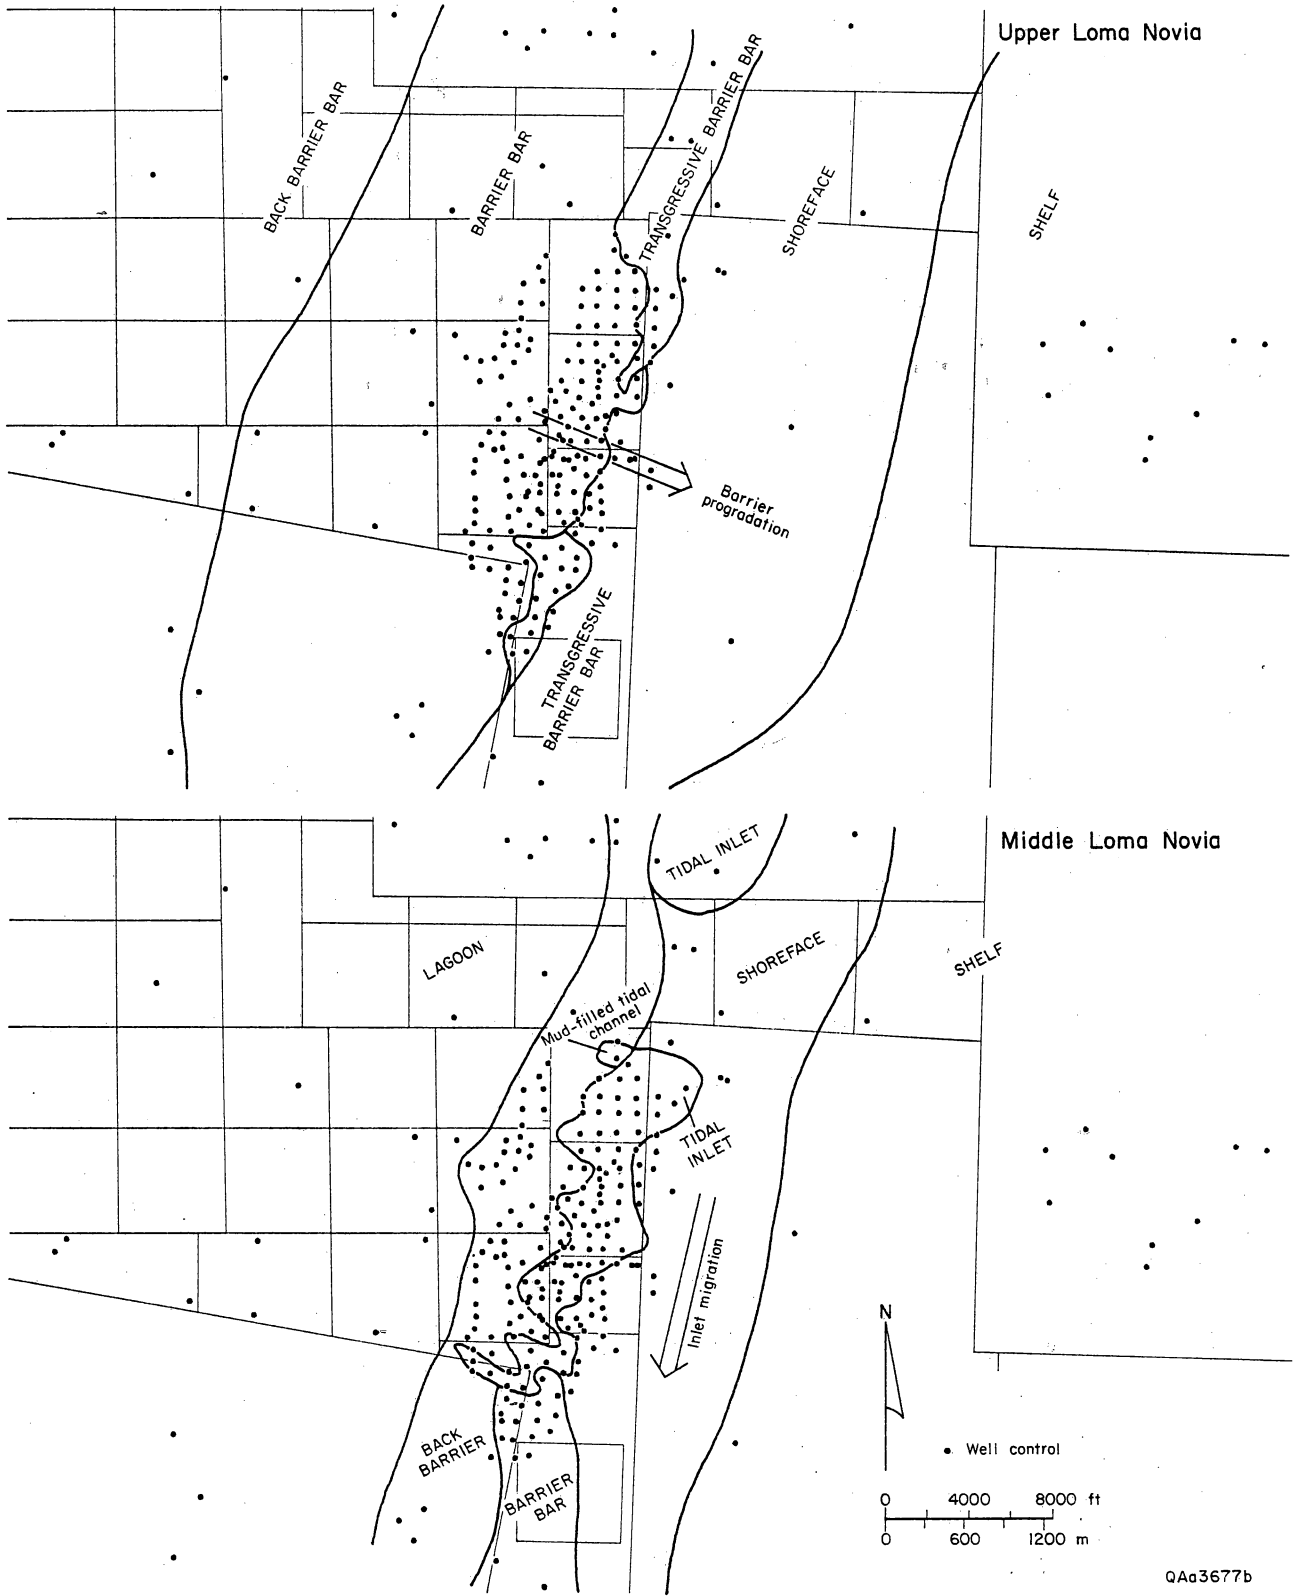 Upper Loma Novia
BACK BARRIER BAR
BARRIER BAR
TRANSGRESSIVE BARRIER BAR
SHOREFACE
SHELF
Barrier
progradation
TRANSGRESSIVE
BARRIER BAR
Middle Loma Novia
TIDAL INLET
LAGOON
SHOREFACE
SHELF
Mud-filled tidal
channel
TIDAL
INLET
Inlet migration
N
BACK
BARRIER
BARRIER
BAR
Well control
0 4000 8000 ft
0 600 1200 m
QAa3677b